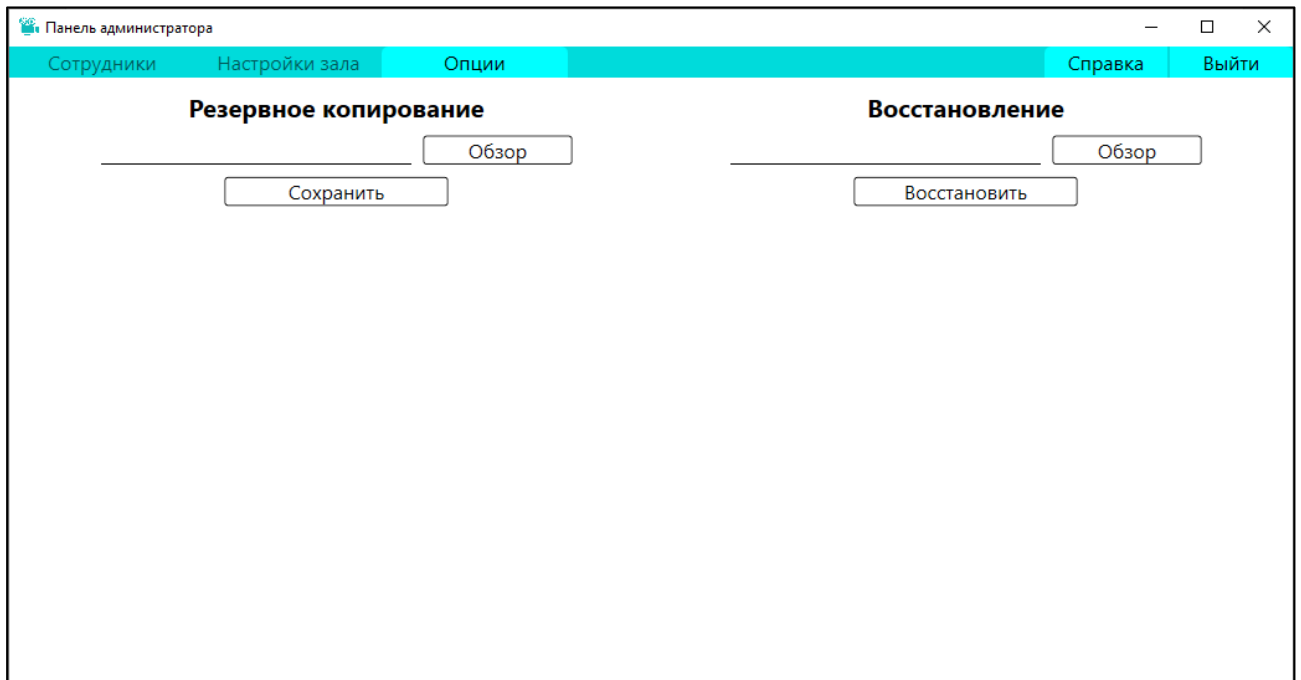 Панель администратора
Сотрудники Настройки зала Опции Справка Выйти
Резервное копирование Восстановление
Обзор Обзор
Сохранить Восстановить